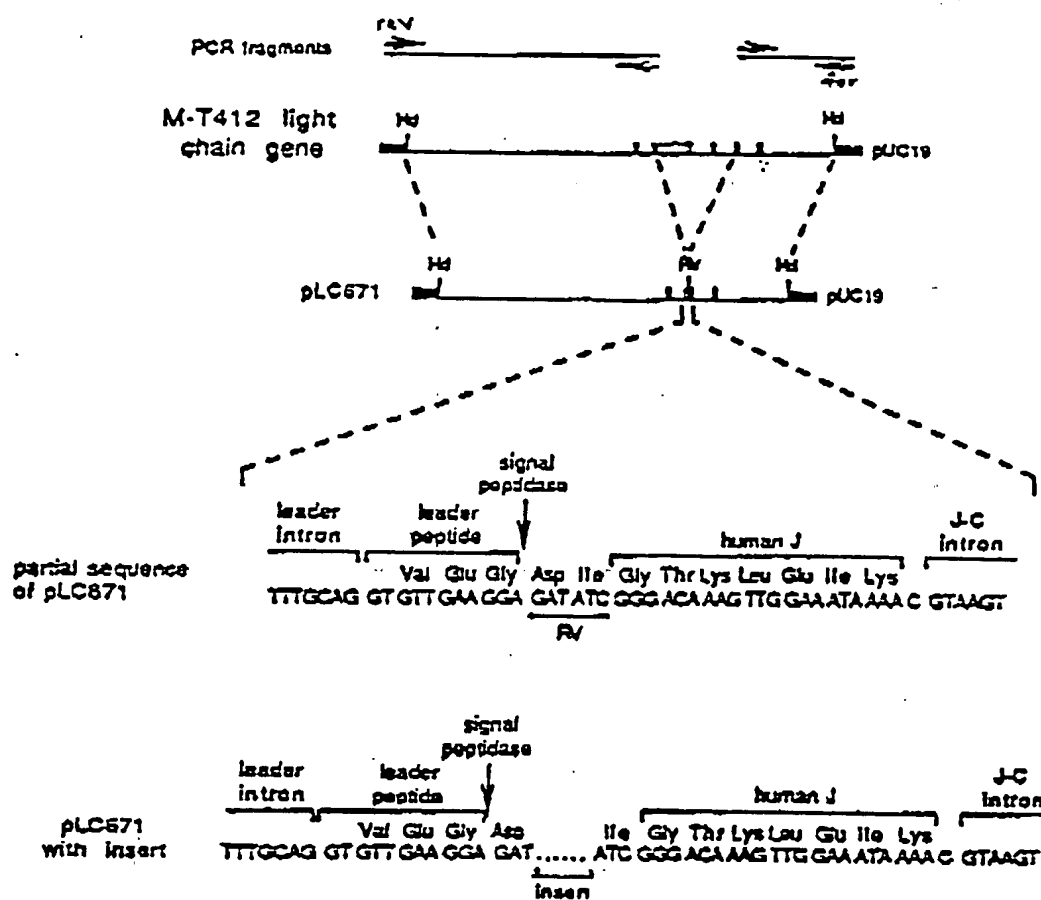 rev
PCR fragments
for
M-T412 light
chain gene
Hd
Hd
pUC19
Hd
RV
Hd
pLC671
pUC19
signal
peptidase
leader
intron
leader
peptide
human J
J-C
intron
partial sequence
of pLC671
Val Glu Gly Asp Ile Gly Thr Lys Leu Glu Ile Lys
TTTGCAG GT GTT GAA GGA GAT ATC GGG ACA AAG TTG GAA ATA AAA C GTAAGT
RV
signal
peptidase
leader
intron
leader
peptide
human J
J-C
intron
pLC671
with insert
Val Glu Gly Asp Ile Gly Thr Lys Leu Glu Ile Lys
TTTGCAG GT GTT GAA GGA GAT...... ATC GGG ACA AAG TTG GAA ATA AAA C GTAAGT
insert